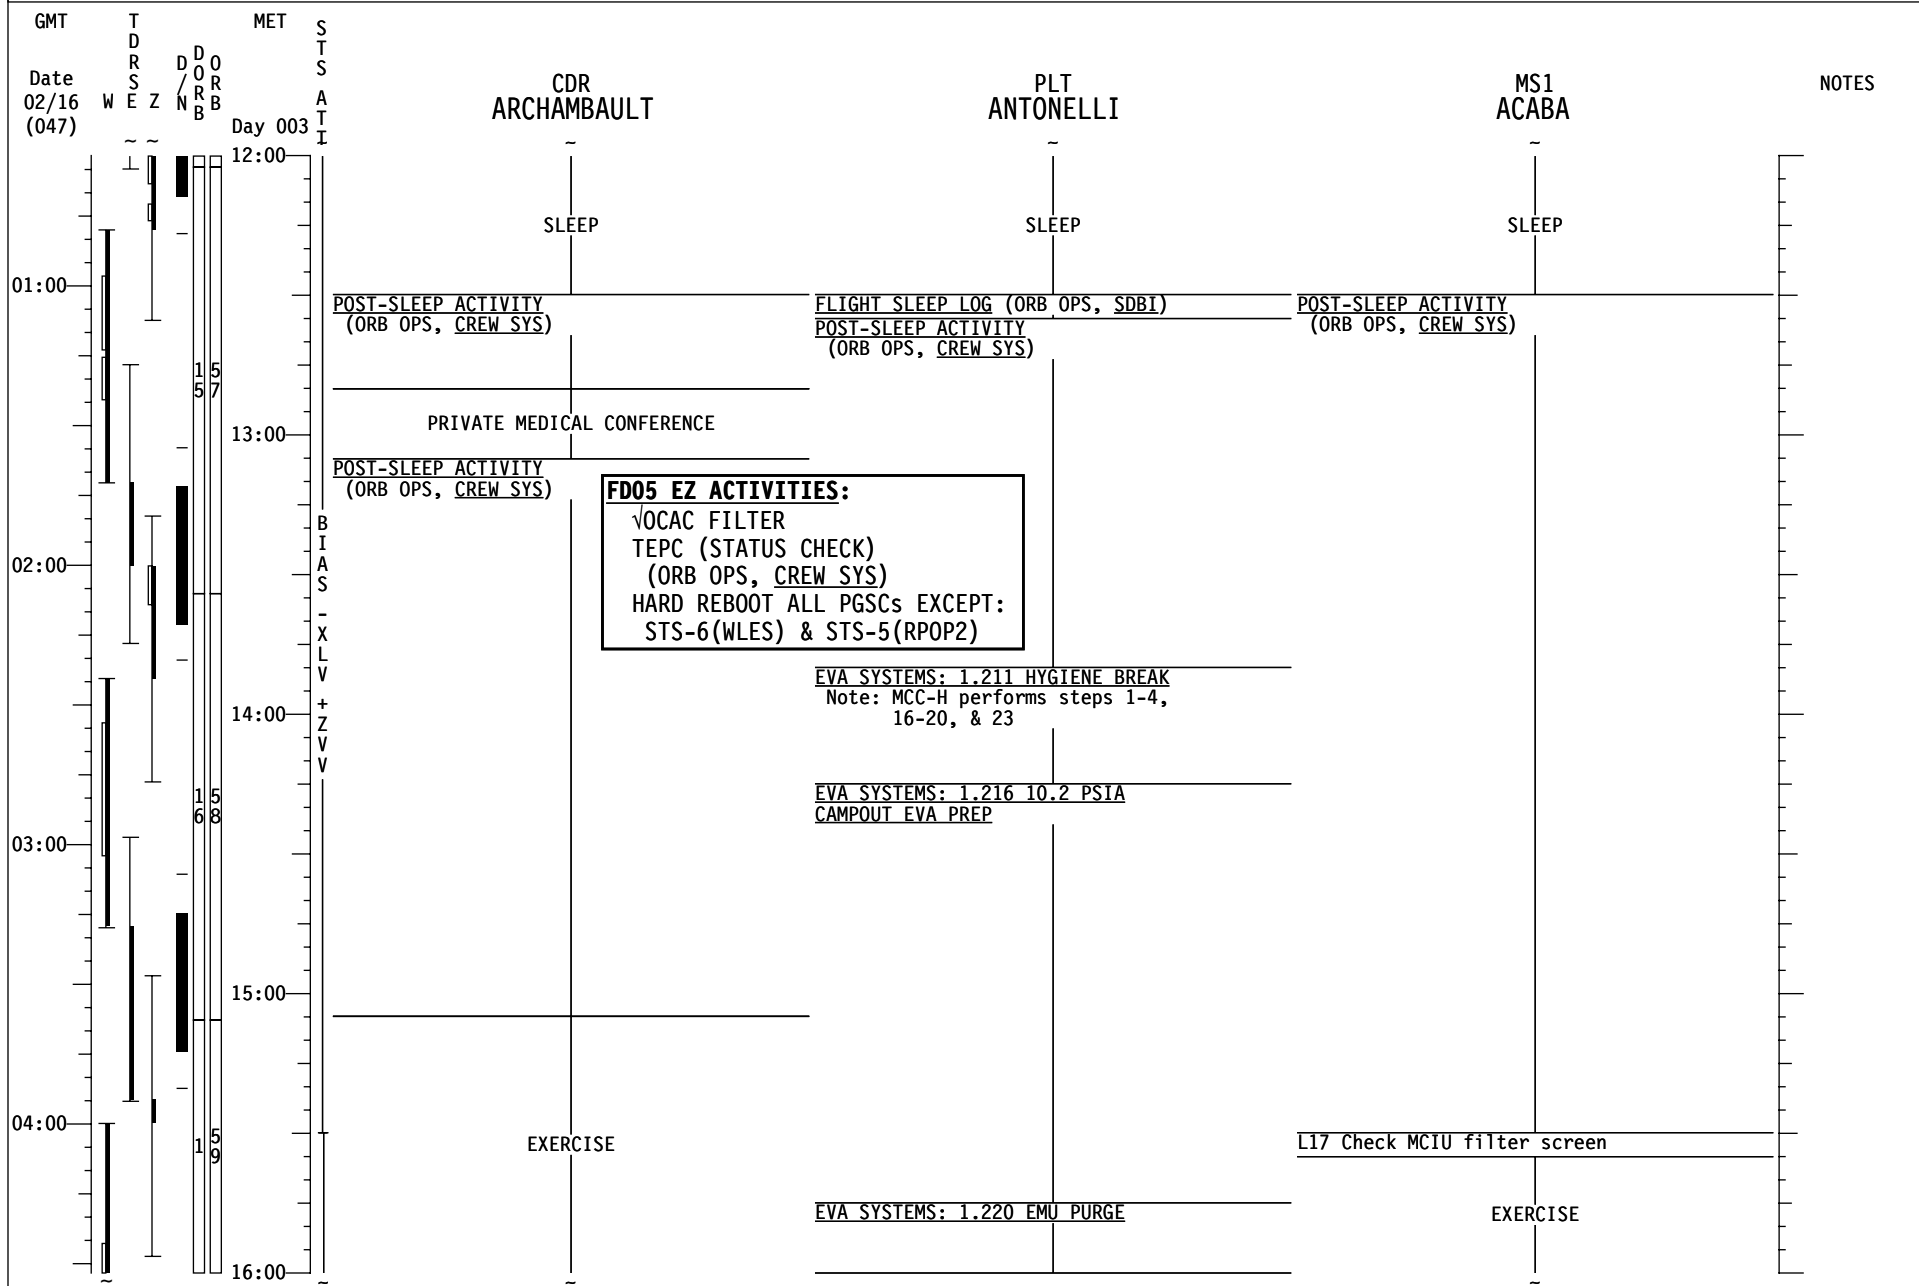 GMT
Date
02/16
(047)
TDRS
W E Z
D/N
DORB
ORB
MET
Day 003
STS ATT
CDR
ARCHAMBAULT
PLT
ANTONELLI
MS1
ACABA
NOTES
~ ~ ~ ~ ~
12:00
SLEEP SLEEP SLEEP
01:00
POST-SLEEP ACTIVITY
(ORB OPS, CREW SYS)
FLIGHT SLEEP LOG (ORB OPS, SDBI)
POST-SLEEP ACTIVITY
(ORB OPS, CREW SYS)
POST-SLEEP ACTIVITY
(ORB OPS, CREW SYS)
15 57
PRIVATE MEDICAL CONFERENCE
13:00
POST-SLEEP ACTIVITY
(ORB OPS, CREW SYS)
FD05 EZ ACTIVITIES:
√OCAC FILTER
TEPC (STATUS CHECK)
(ORB OPS, CREW SYS)
HARD REBOOT ALL PGSCs EXCEPT:
STS-6(WLES) & STS-5(RPOP2)
BIAS -XLV +ZVV
02:00
EVA SYSTEMS: 1.211 HYGIENE BREAK
Note: MCC-H performs steps 1-4,
16-20, & 23
14:00
EVA SYSTEMS: 1.216 10.2 PSIA
CAMPOUT EVA PREP
16 58
03:00
15:00
04:00
1 59
EXERCISE
L17 Check MCIU filter screen
EVA SYSTEMS: 1.220 EMU PURGE
EXERCISE
16:00
~ ~ ~ ~ ~